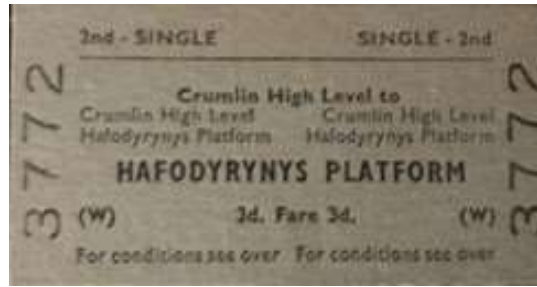 2nd - SINGLE SINGLE - 2nd
Crumlin High Level to
Crumlin High Level Crumlin High Level
Hafodyrynys Platform Hafodyrynys Platform
HAFODYRYNYS PLATFORM
(W) 3d. Fare 3d. (W)
For conditions see over For conditions see over
3772
3772